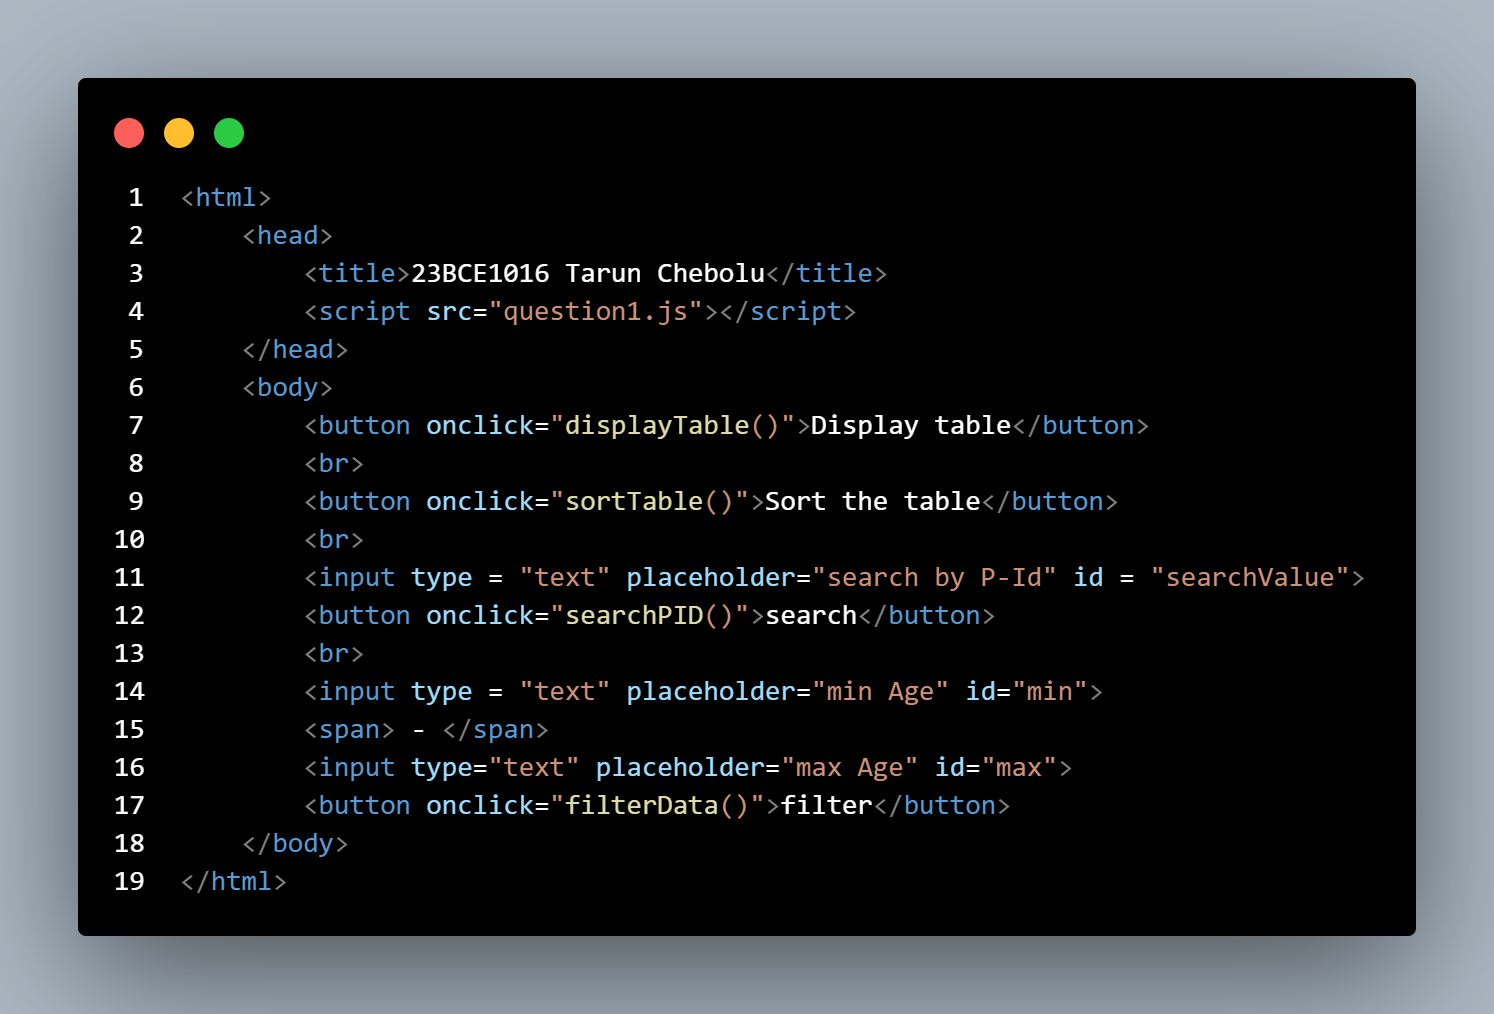 1 <html>
2     <head>
3         <title>23BCE1016 Tarun Chebolu</title>
4         <script src="question1.js"></script>
5     </head>
6     <body>
7         <button onclick="displayTable()">Display table</button>
8         <br>
9         <button onclick="sortTable()">Sort the table</button>
10         <br>
11         <input type = "text" placeholder="search by P-Id" id = "searchValue">
12         <button onclick="searchPID()">search</button>
13         <br>
14         <input type = "text" placeholder="min Age" id="min">
15         <span> - </span>
16         <input type="text" placeholder="max Age" id="max">
17         <button onclick="filterData()">filter</button>
18     </body>
19 </html>